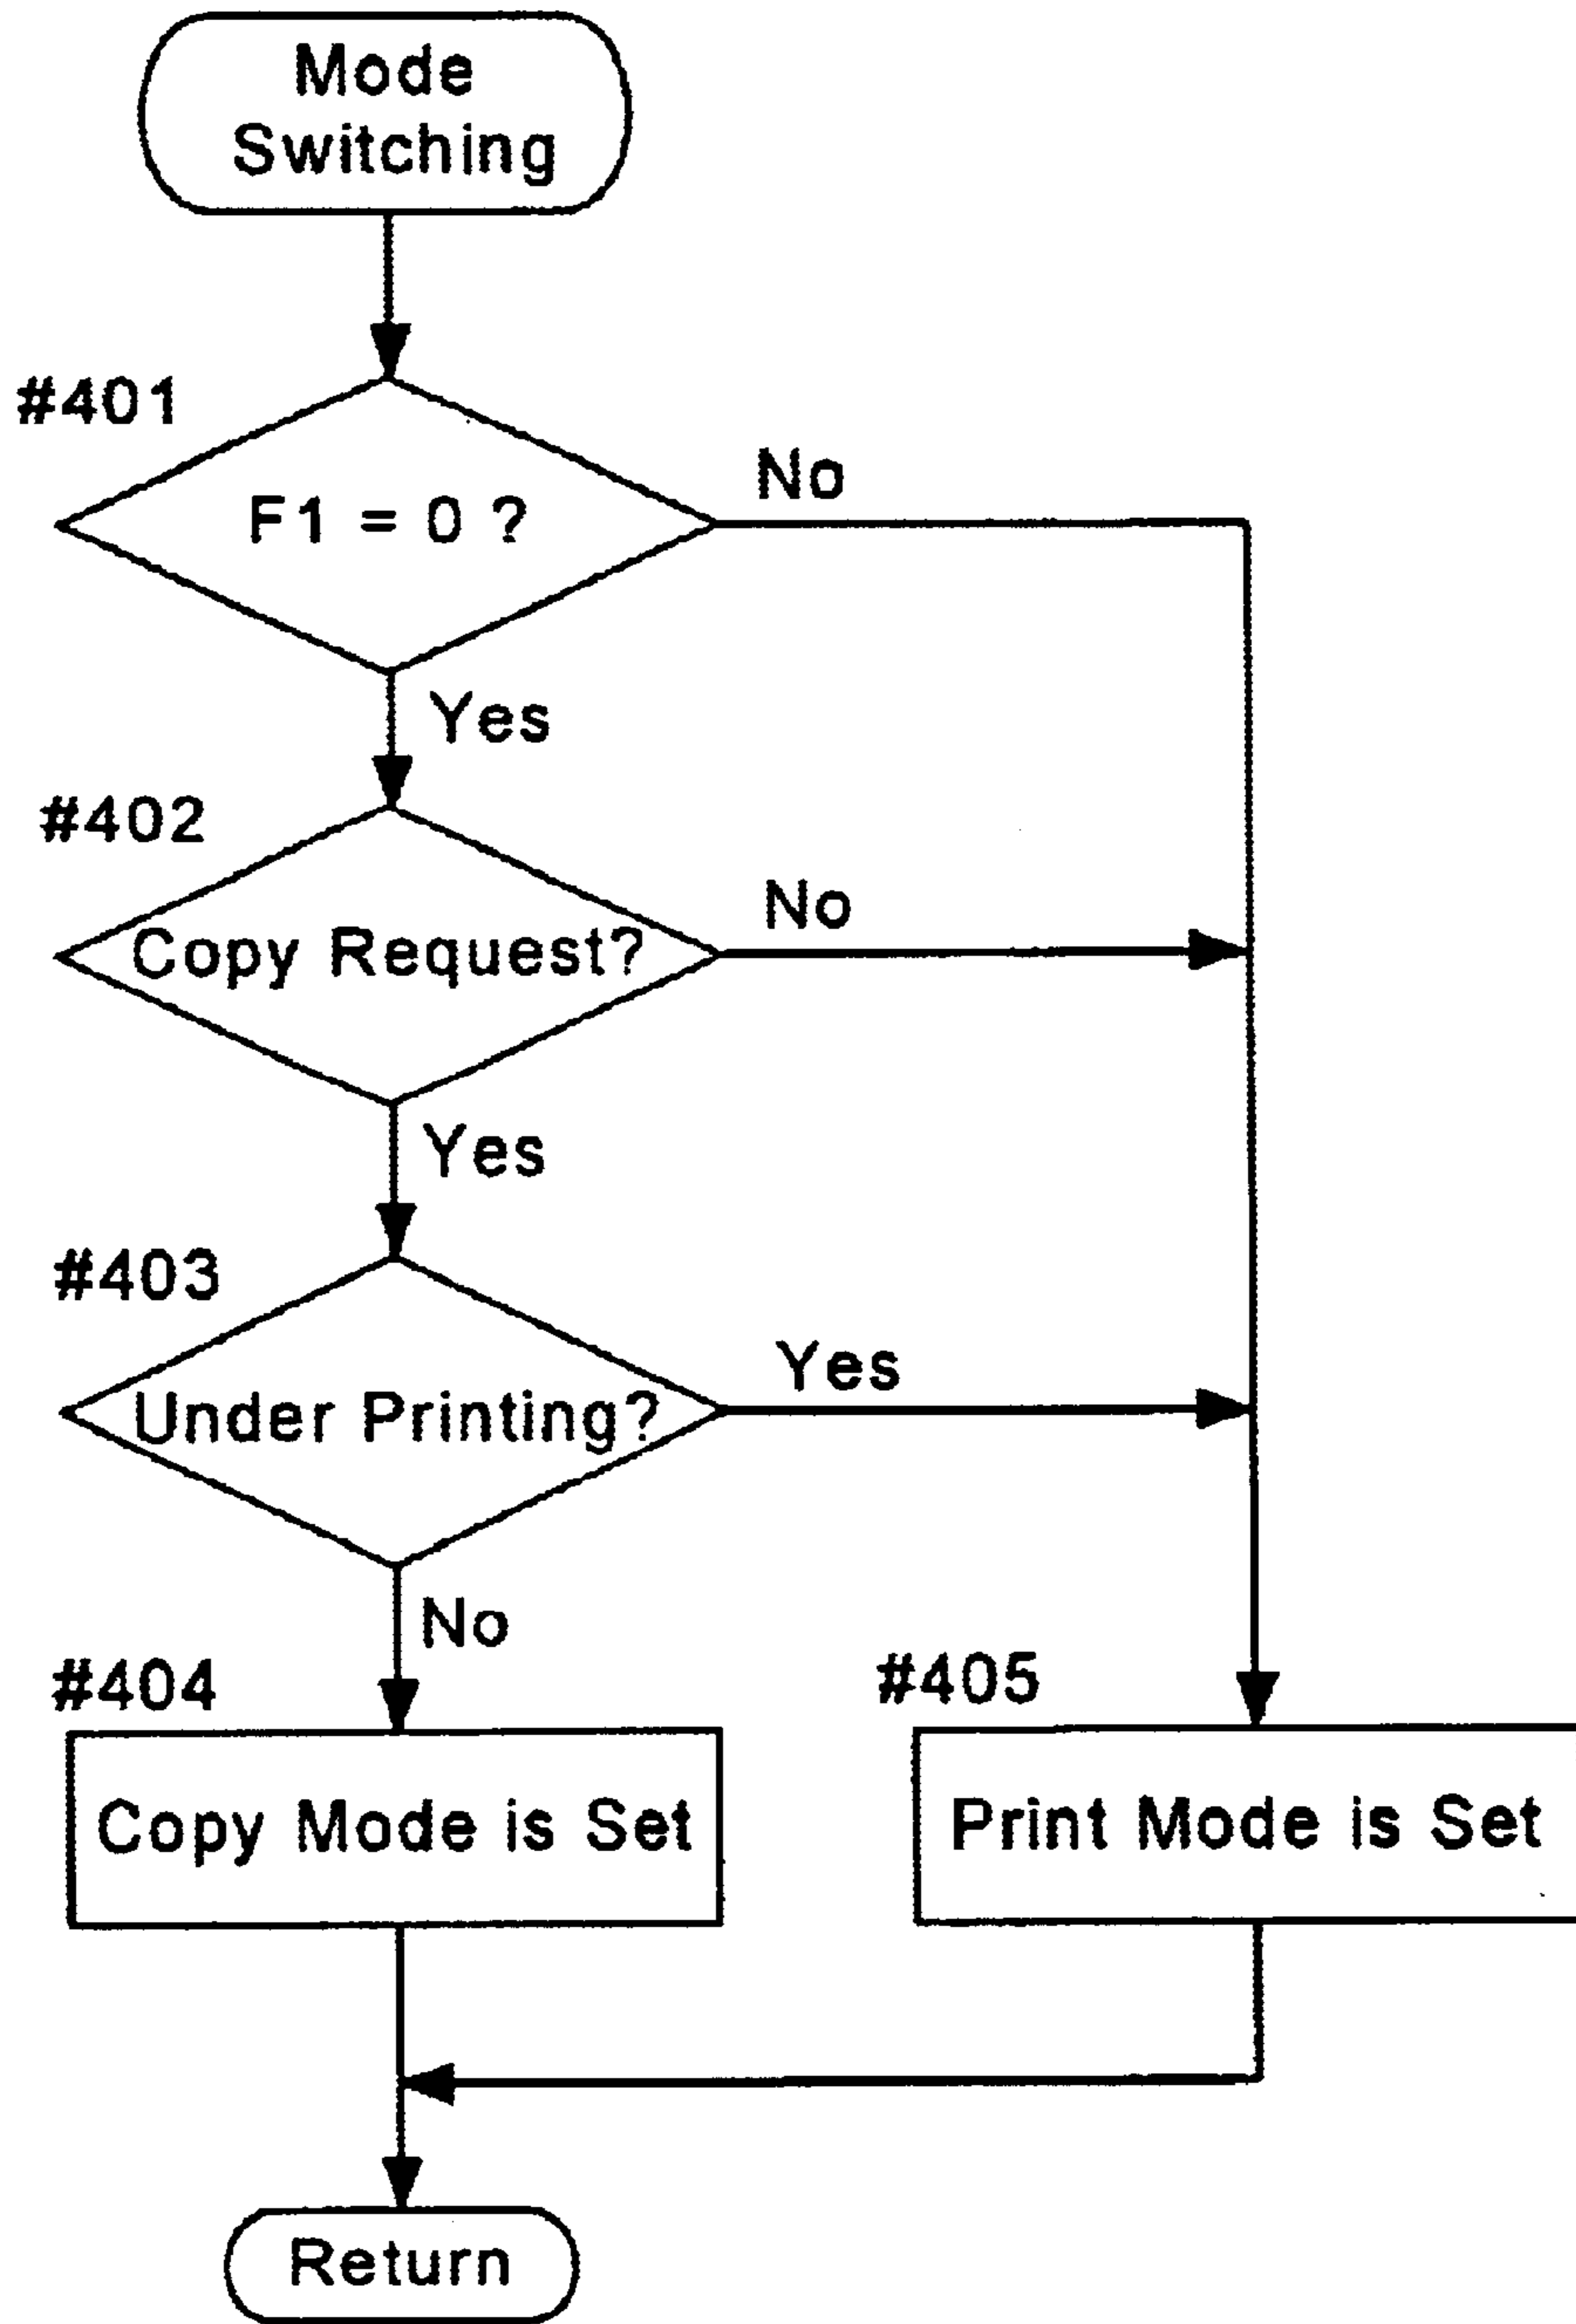 Mode
Switching
#401
F1 = 0 ?
No
Yes
#402
Copy Request?
No
Yes
#403
Under Printing?
Yes
No
#404
Copy Mode is Set
#405
Print Mode is Set
Return